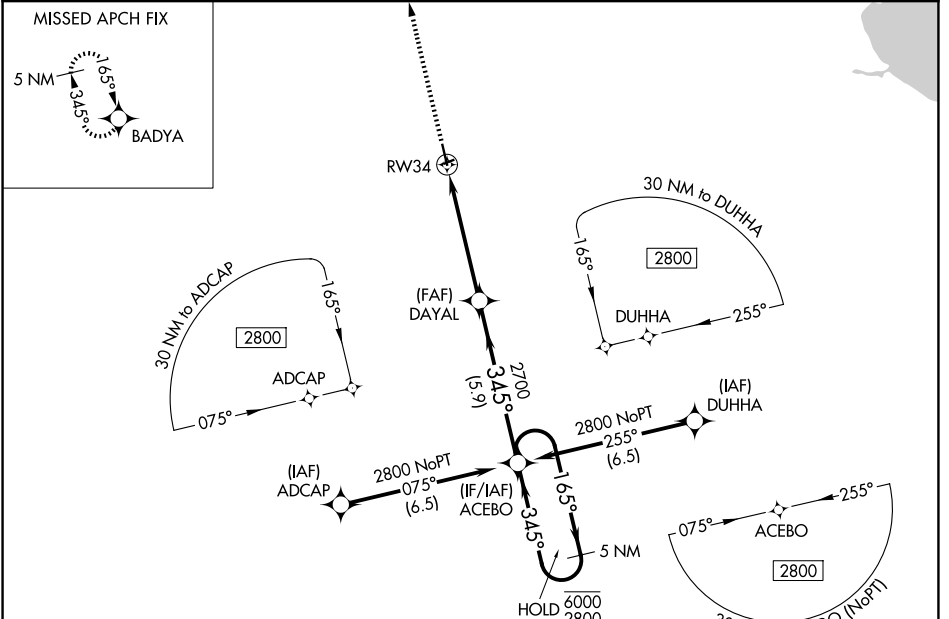 MISSED APCH FIX
5 NM
165°
345°
BADYA
RW34
30 NM to DUHHA
165°
2800
DUHHA
255°
30 NM to ADCAP
165°
2800
ADCAP
075°
(FAF)
DAYAL
2700
345°
(5.9)
(IAF)
DUHHA
2800 NoPT
255°
(6.5)
(IAF)
ADCAP
2800 NoPT
075°
(6.5)
(IF/IAF)
ACEBO
165°
345°
5 NM
HOLD
6000
2800
075°
255°
ACEBO
2800
(NoPT)